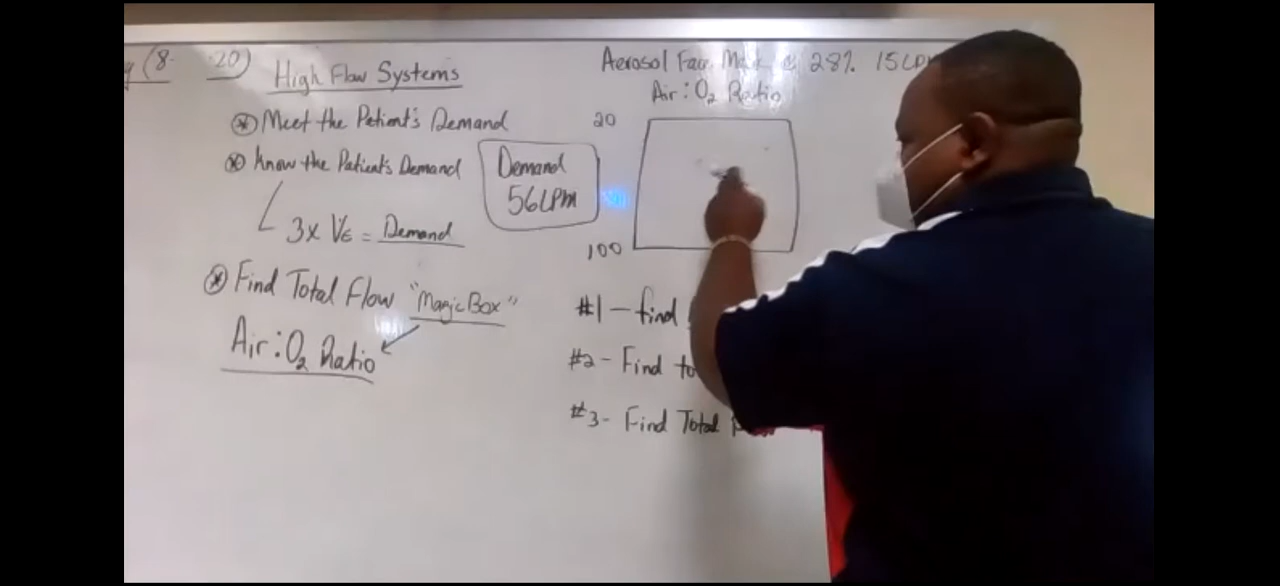 (8- 20)
High Flow Systems
⊛ Meet the Patient's Demand
⊛ Know the Patient's Demand
Demand
56LPM
3x VE = Demand
⊛ Find Total Flow "Magic Box"
Air:O2 Ratio
Aerosol Face Mask @ 28% 15LPM
Air:O2 Ratio
20
100
#1 - find
#2 - Find to
#3 - Find Total